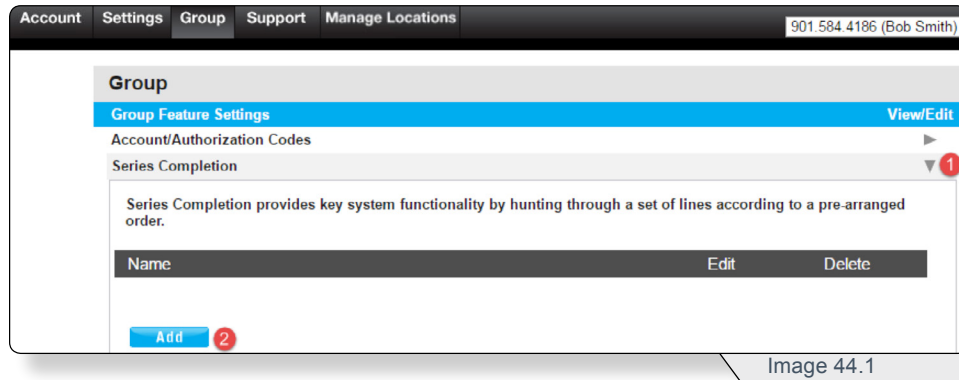 Account Settings Group Support Manage Locations
901.584.4186 (Bob Smith)
Group
Group Feature Settings View/Edit
Account/Authorization Codes
Series Completion
1
Series Completion provides key system functionality by hunting through a set of lines according to a pre-arranged
order.
Name Edit Delete
Add 2
Image 44.1